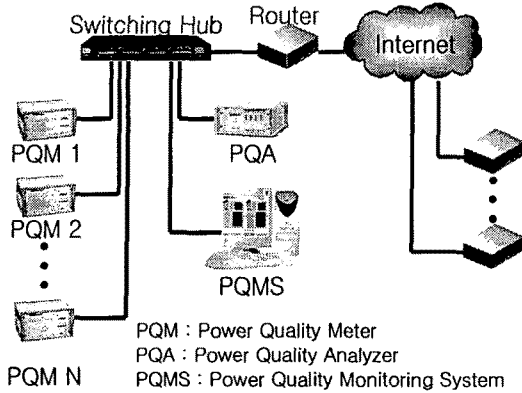 Switching Hub
Router
Internet
PQM 1
PQA
PQM 2
PQMS
PQM N
PQM : Power Quality Meter
PQA : Power Quality Analyzer
PQMS : Power Quality Monitoring System